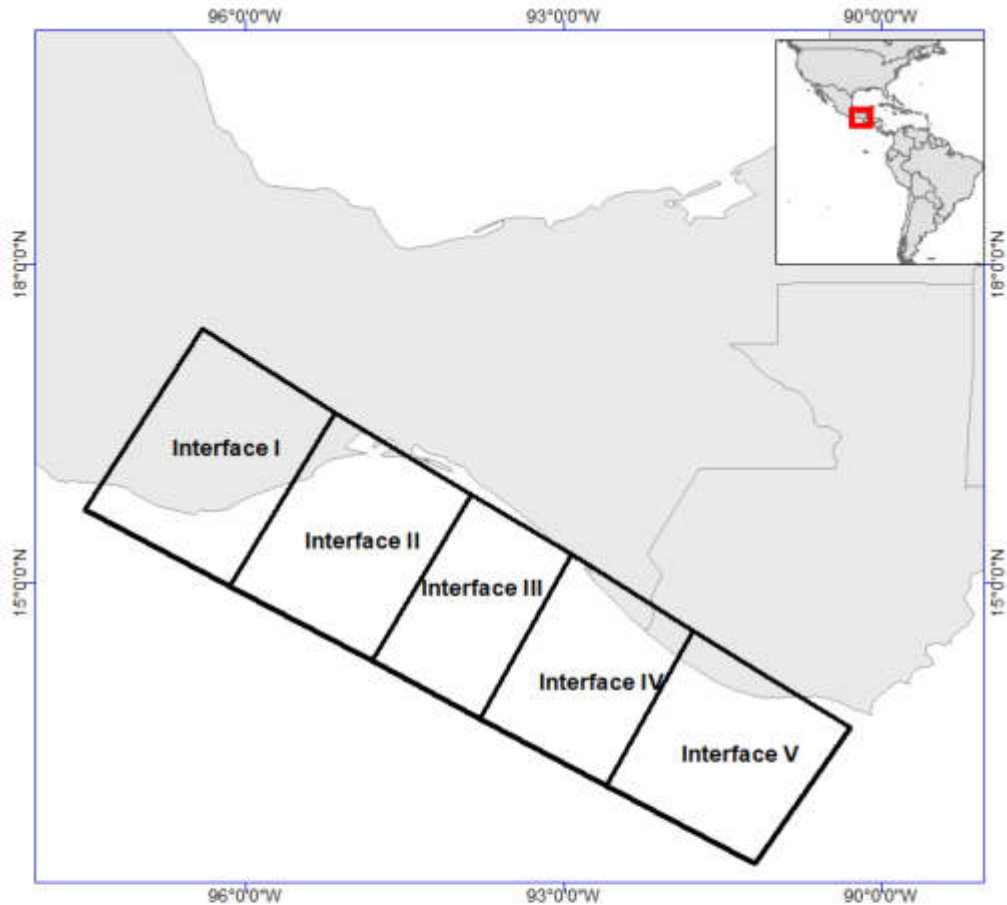 96°0'0"W 93°0'0"W 90°0'0"W
18°0'0"N 18°0'0"N
Interface I
Interface II
Interface III
15°0'0"N 15°0'0"N
Interface IV
Interface V
96°0'0"W 93°0'0"W 90°0'0"W